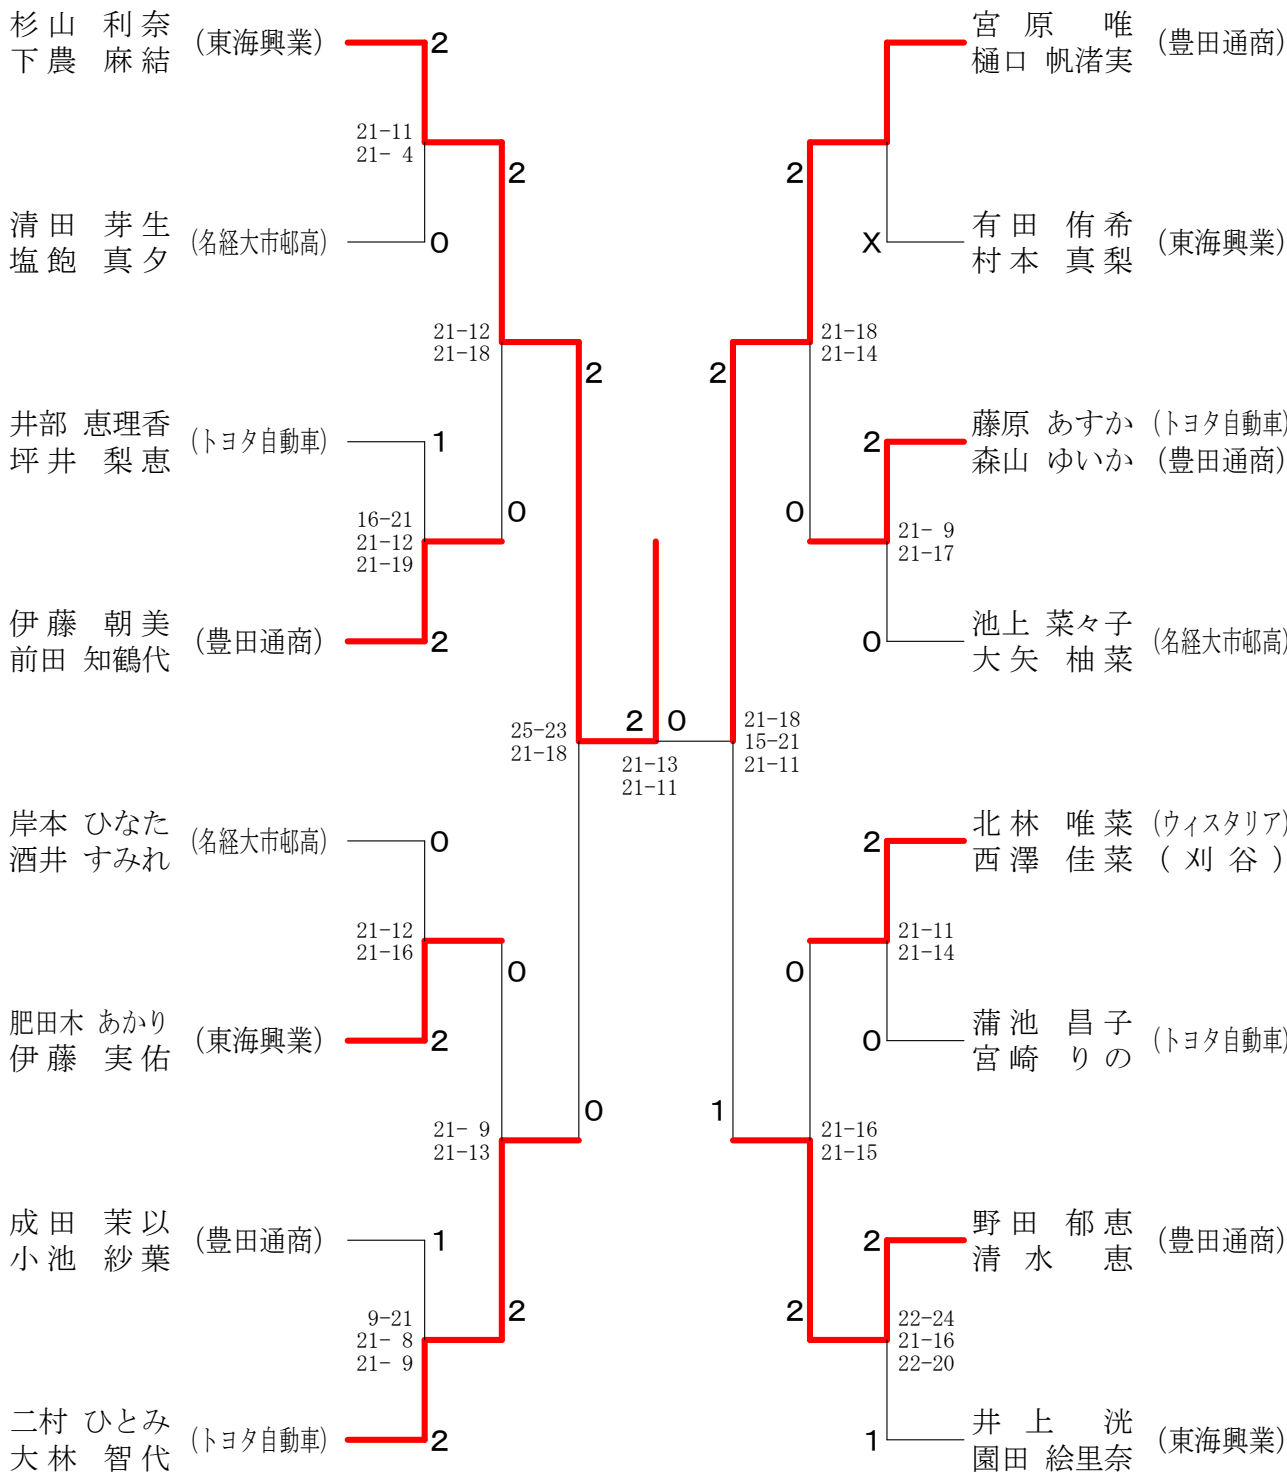 杉山 利奈
下農 麻結
(東海興業)
2
21-11
21- 4
清田 芽生
塩飽 真夕
(名経大市邨高)
0
2
21-12
21-18
井部 恵理香
坪井 梨恵
(トヨタ自動車)
1
16-21
21-12
21-19
0
伊藤 朝美
前田 知鶴代
(豊田通商)
2
2
25-23
21-18
岸本 ひなた
酒井 すみれ
(名経大市邨高)
0
21-12
21-16
0
肥田木 あかり
伊藤 実佑
(東海興業)
2
21- 9
21-13
0
成田 茉以
小池 紗葉
(豊田通商)
1
9-21
21- 8
21- 9
2
二村 ひとみ
大林 智代
(トヨタ自動車)
2
2 0
21-13
21-11
宮原 唯
樋口 帆渚実
(豊田通商)
2
有田 侑希
村本 真梨
(東海興業)
X
21-18
21-14
2
藤原 あすか (トヨタ自動車)
森山 ゆいか (豊田通商)
2
0
21- 9
21-17
池上 菜々子
大矢 柚菜
(名経大市邨高)
0
21-18
15-21
21-11
北林 唯菜 (ウィスタリア)
西澤 佳菜 (刈谷)
2
21-11
21-14
0
蒲池 昌子
宮崎 りの
(トヨタ自動車)
0
1
21-16
21-15
野田 郁恵
清水 恵
(豊田通商)
2
2
22-24
21-16
22-20
井上 洸
園田 絵里奈
(東海興業)
1